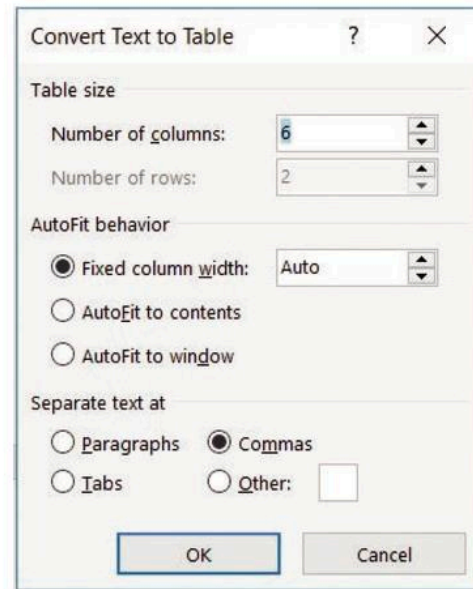 Convert Text to Table ? ×
Table size
Number of columns: 6
Number of rows: 2
AutoFit behavior
Fixed column width: Auto
AutoFit to contents
AutoFit to window
Separate text at
Paragraphs Commas
Tabs Other:
OK Cancel